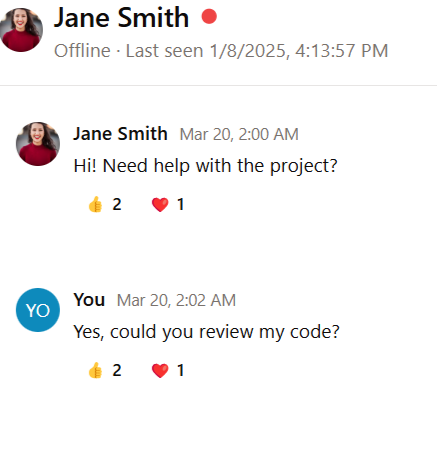 Jane Smith
Offline · Last seen 1/8/2025, 4:13:57 PM
Jane Smith Mar 20, 2:00 AM
Hi! Need help with the project?
👍 2 ❤️ 1
YO
You Mar 20, 2:02 AM
Yes, could you review my code?
👍 2 ❤️ 1